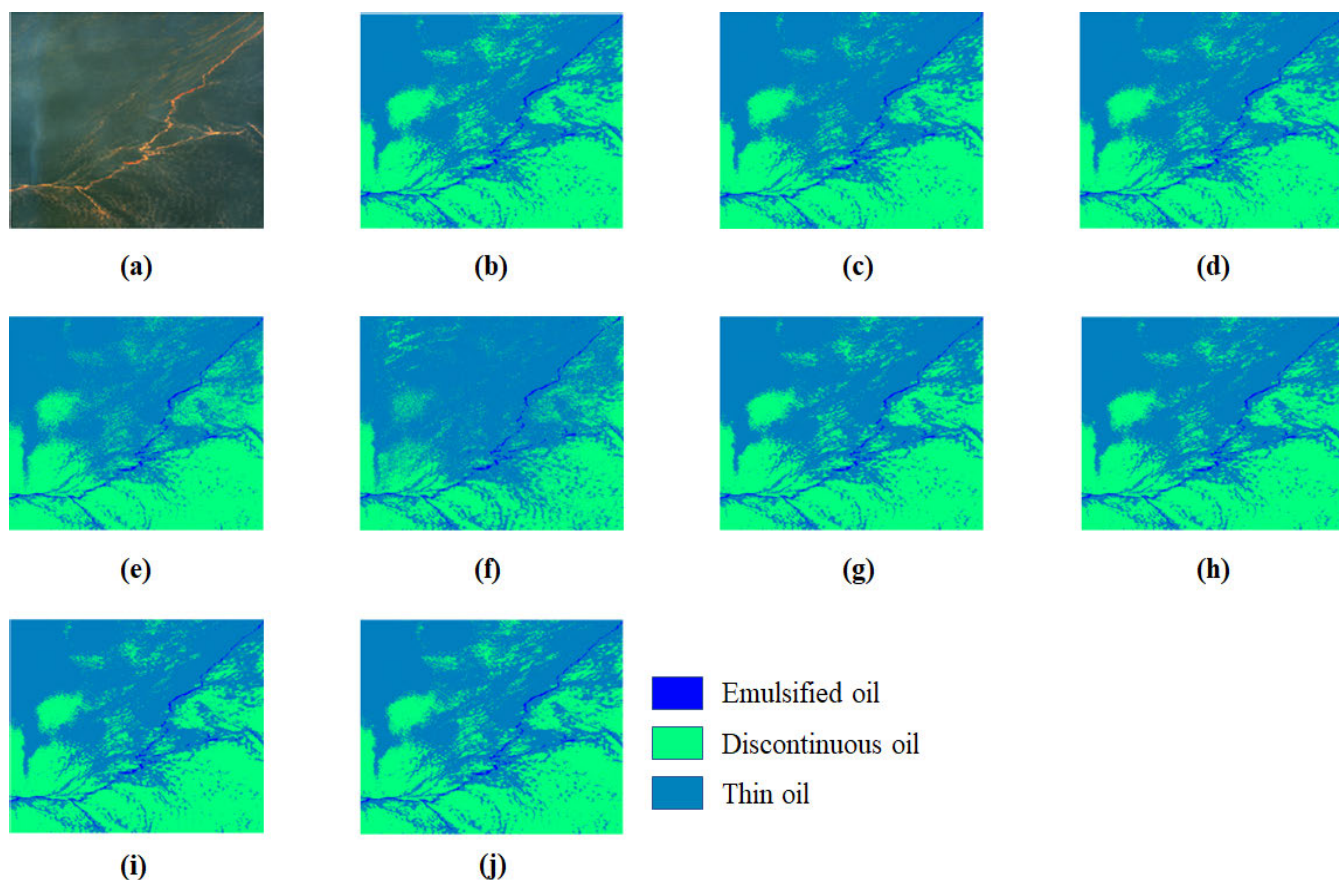 (a)
(b)
(c)
(d)
(e)
(f)
(g)
(h)
Emulsified oil
Discontinuous oil
Thin oil
(i)
(j)